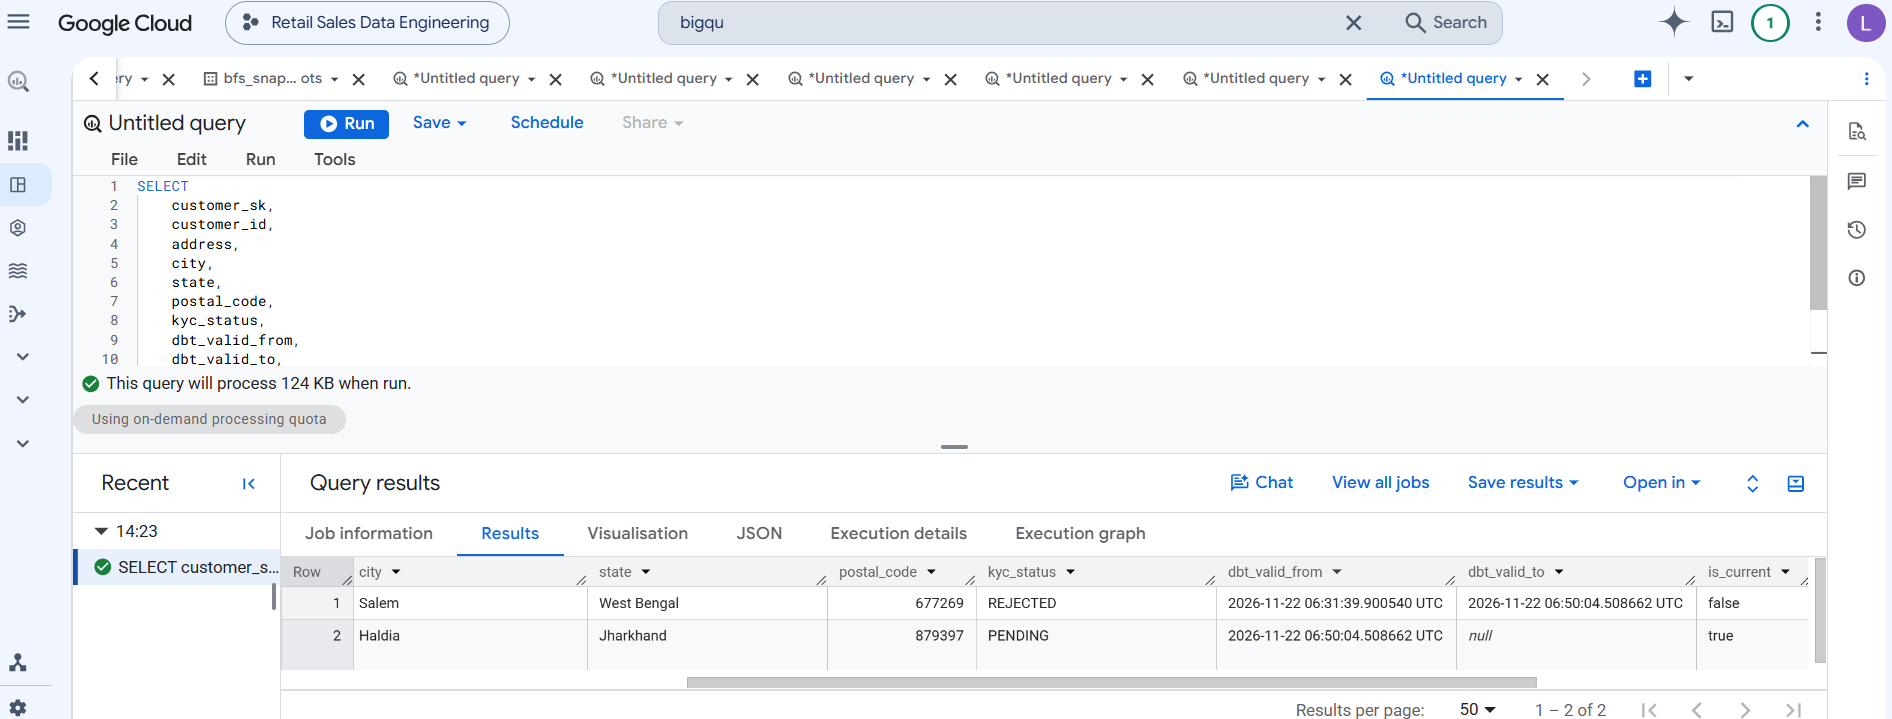 Google Cloud
Retail Sales Data Engineering
bigqu
Search
1
L
ery
bfs_snap... ots
*Untitled query
*Untitled query
*Untitled query
*Untitled query
*Untitled query
*Untitled query
Untitled query
Run
Save
Schedule
Share
File Edit Run Tools
1 SELECT
2 customer_sk,
3 customer_id,
4 address,
5 city,
6 state,
7 postal_code,
8 kyc_status,
9 dbt_valid_from,
10 dbt_valid_to,
This query will process 124 KB when run.
Using on-demand processing quota
Recent
14:23
SELECT customer_s...
Query results
Chat
View all jobs
Save results
Open in
Job information Results Visualisation JSON Execution details Execution graph
Row city state postal_code kyc_status dbt_valid_from dbt_valid_to is_current
1 Salem West Bengal 677269 REJECTED 2026-11-22 06:31:39.900540 UTC 2026-11-22 06:50:04.508662 UTC false
2 Haldia Jharkhand 879397 PENDING 2026-11-22 06:50:04.508662 UTC null true
Results per page: 50 1 – 2 of 2